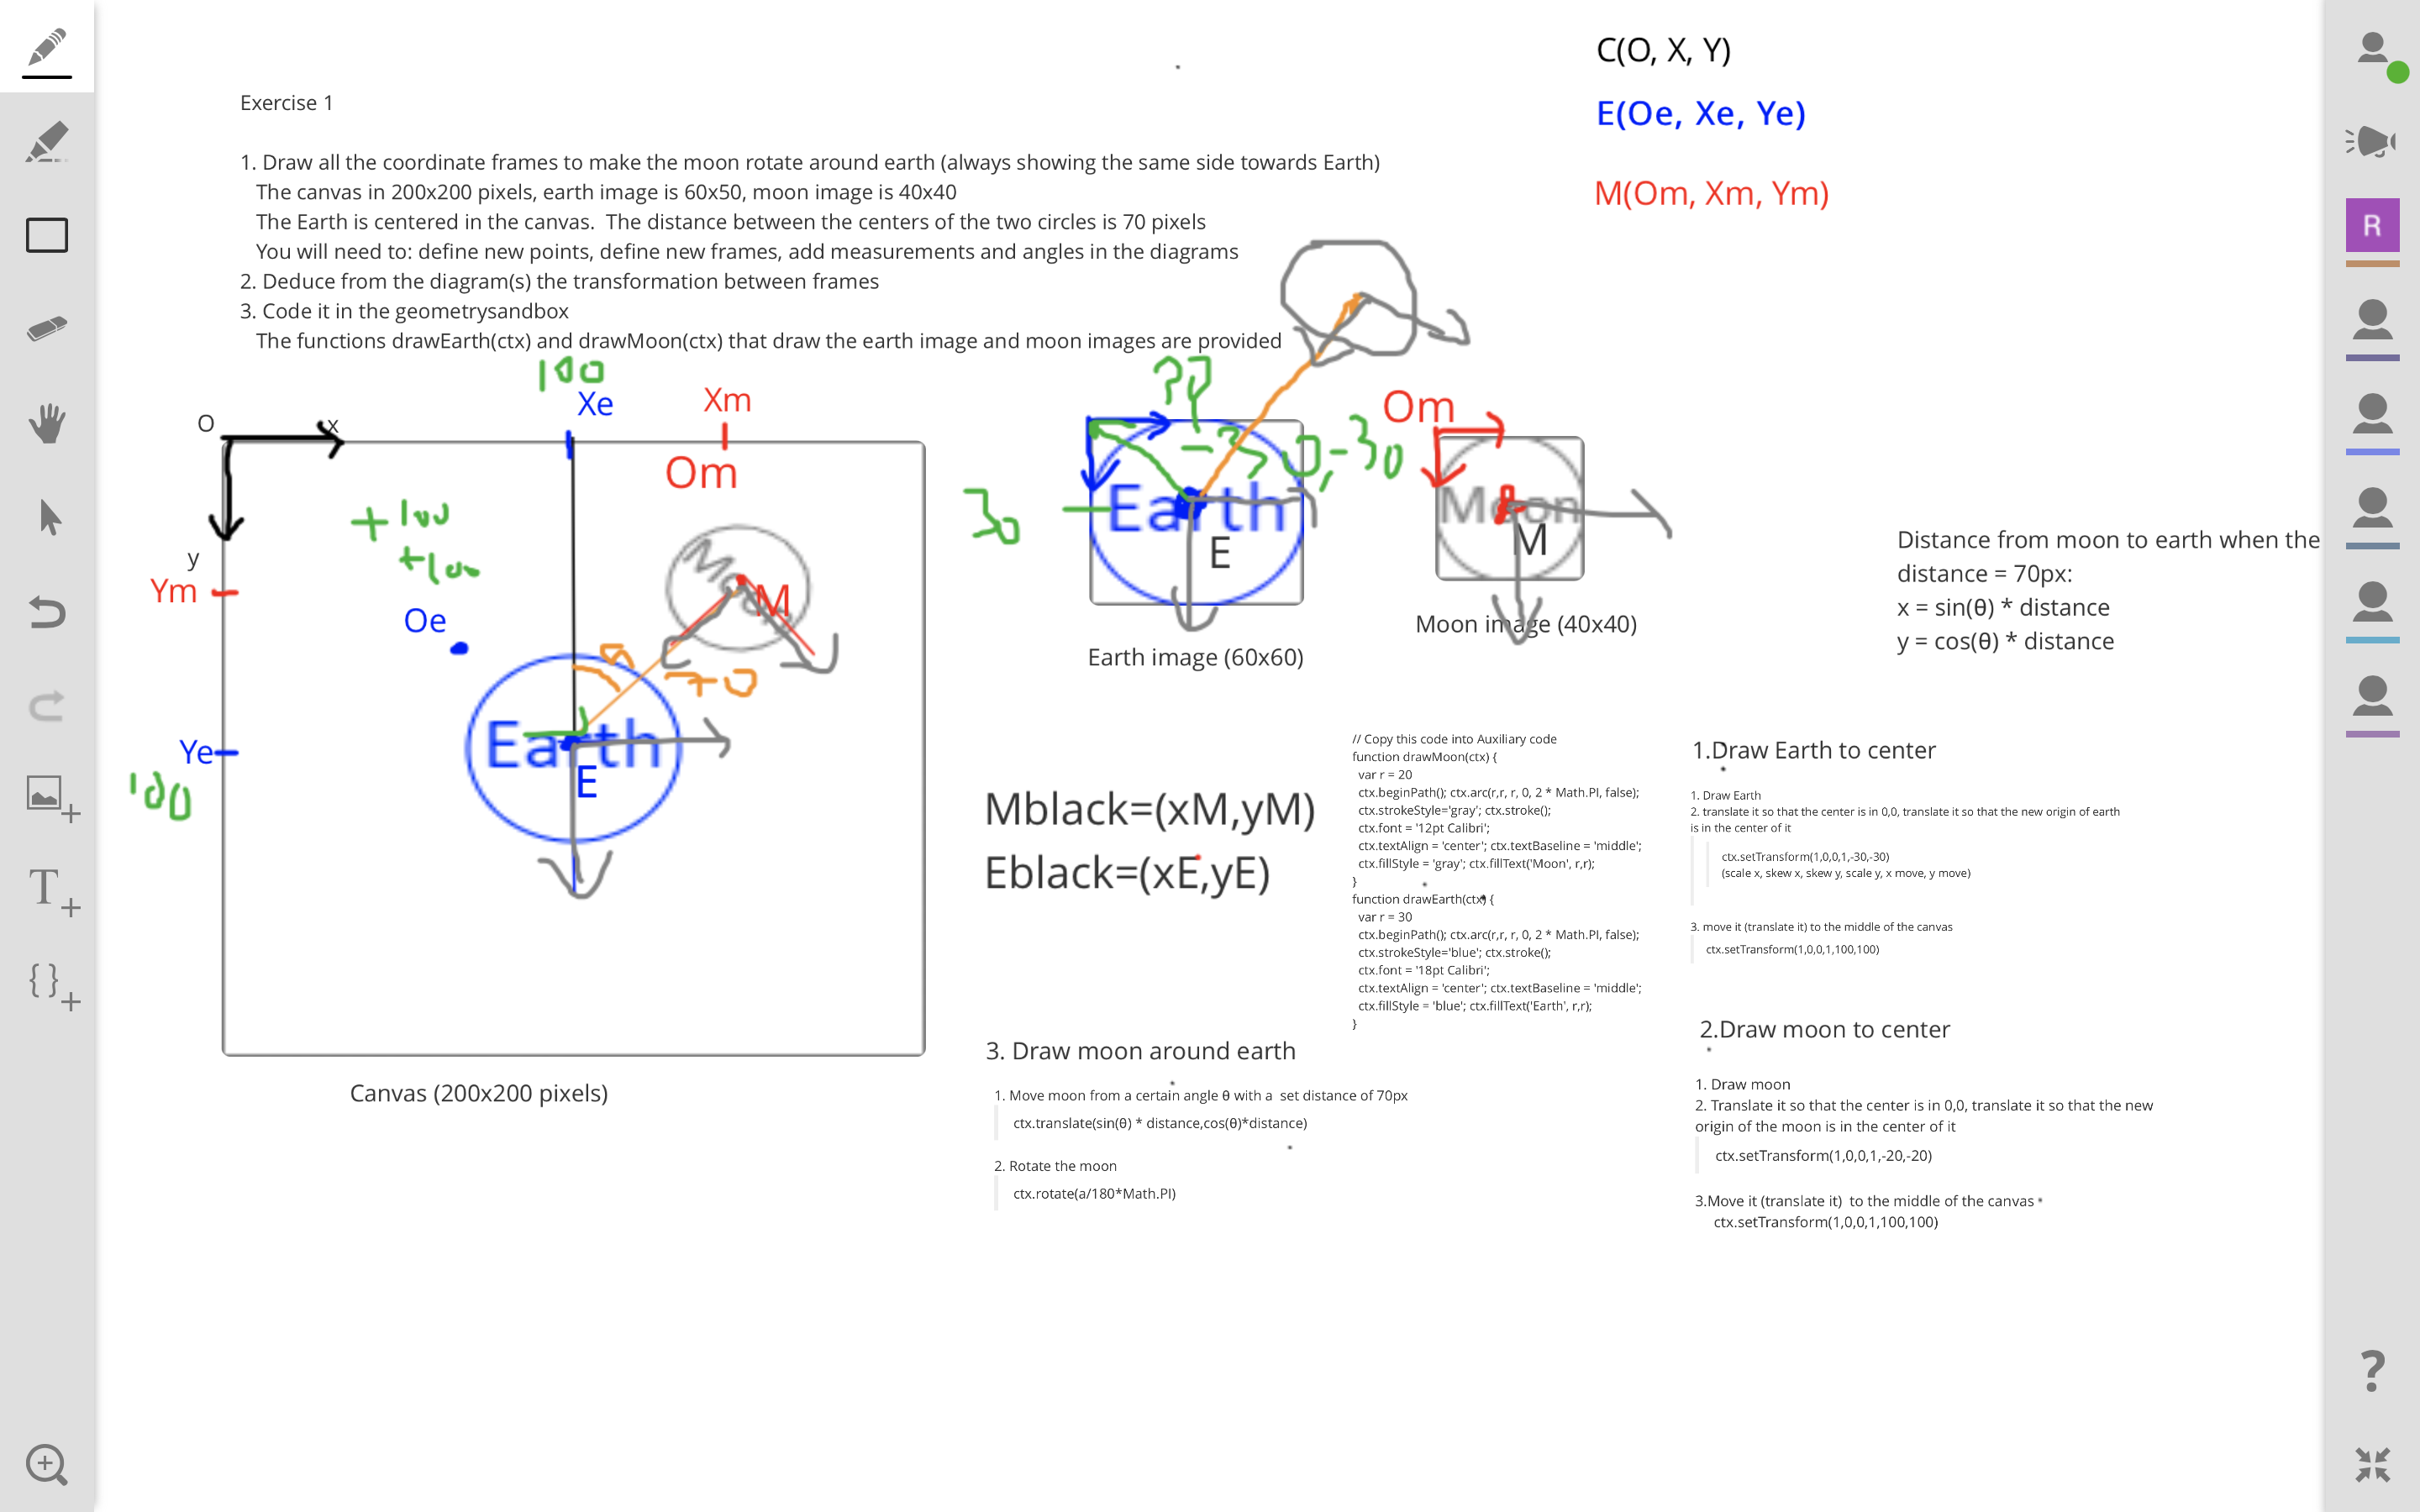 C(O, X, Y)
E(Oe, Xe, Ye)
M(Om, Xm, Ym)
R
Exercise 1
1. Draw all the coordinate frames to make the moon rotate around earth (always showing the same side towards Earth)
The canvas in 200x200 pixels, earth image is 60x50, moon image is 40x40
The Earth is centered in the canvas. The distance between the centers of the two circles is 70 pixels
You will need to: define new points, define new frames, add measurements and angles in the diagrams
2. Deduce from the diagram(s) the transformation between frames
3. Code it in the geometrysandbox
The functions drawEarth(ctx) and drawMoon(ctx) that draw the earth image and moon images are provided
100
Xe
Xm
O
x
Om
y
+100
+100
Ym
Oe
Moon
M
70
Ye
100
Earth
E
Canvas (200x200 pixels)
??
-30,-30
30
Earth
E
Earth image (60x60)
Om
Moon
M
Moon image (40x40)
Distance from moon to earth when the
distance = 70px:
x = sin(θ) * distance
y = cos(θ) * distance
Mblack=(xM,yM)
Eblack=(xE,yE)
// Copy this code into Auxiliary code
function drawMoon(ctx) {
var r = 20
ctx.beginPath(); ctx.arc(r,r, r, 0, 2 * Math.PI, false);
ctx.strokeStyle='gray'; ctx.stroke();
ctx.font = '12pt Calibri';
ctx.textAlign = 'center'; ctx.textBaseline = 'middle';
ctx.fillStyle = 'gray'; ctx.fillText('Moon', r,r);
}
function drawEarth(ctx) {
var r = 30
ctx.beginPath(); ctx.arc(r,r, r, 0, 2 * Math.PI, false);
ctx.strokeStyle='blue'; ctx.stroke();
ctx.font = '18pt Calibri';
ctx.textAlign = 'center'; ctx.textBaseline = 'middle';
ctx.fillStyle = 'blue'; ctx.fillText('Earth', r,r);
}
1.Draw Earth to center
1. Draw Earth
2. translate it so that the center is in 0,0, translate it so that the new origin of earth
is in the center of it
ctx.setTransform(1,0,0,1,-30,-30)
(scale x, skew x, skew y, scale y, x move, y move)
3. move it (translate it) to the middle of the canvas
ctx.setTransform(1,0,0,1,100,100)
2.Draw moon to center
1. Draw moon
2. Translate it so that the center is in 0,0, translate it so that the new
origin of the moon is in the center of it
ctx.setTransform(1,0,0,1,-20,-20)
3.Move it (translate it) to the middle of the canvas
ctx.setTransform(1,0,0,1,100,100)
3. Draw moon around earth
1. Move moon from a certain angle θ with a set distance of 70px
ctx.translate(sin(θ) * distance,cos(θ)*distance)
2. Rotate the moon
ctx.rotate(a/180*Math.PI)